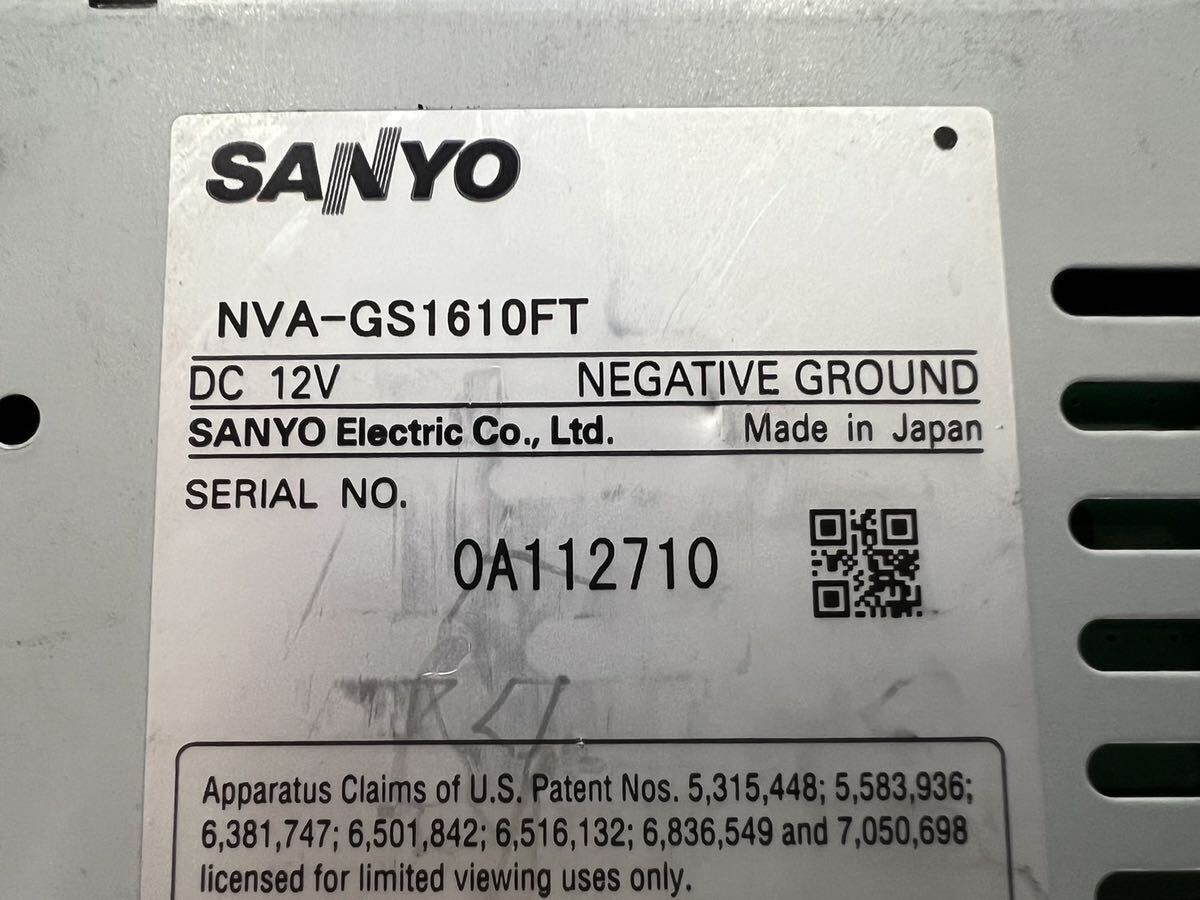 SANYO
NVA-GS1610FT
DC 12V NEGATIVE GROUND
SANYO Electric Co., Ltd. Made in Japan
SERIAL NO.
0A112710
Apparatus Claims of U.S. Patent Nos. 5,315,448; 5,583,936;
6,381,747; 6,501,842; 6,516,132; 6,836,549 and 7,050,698
licensed for limited viewing uses only.